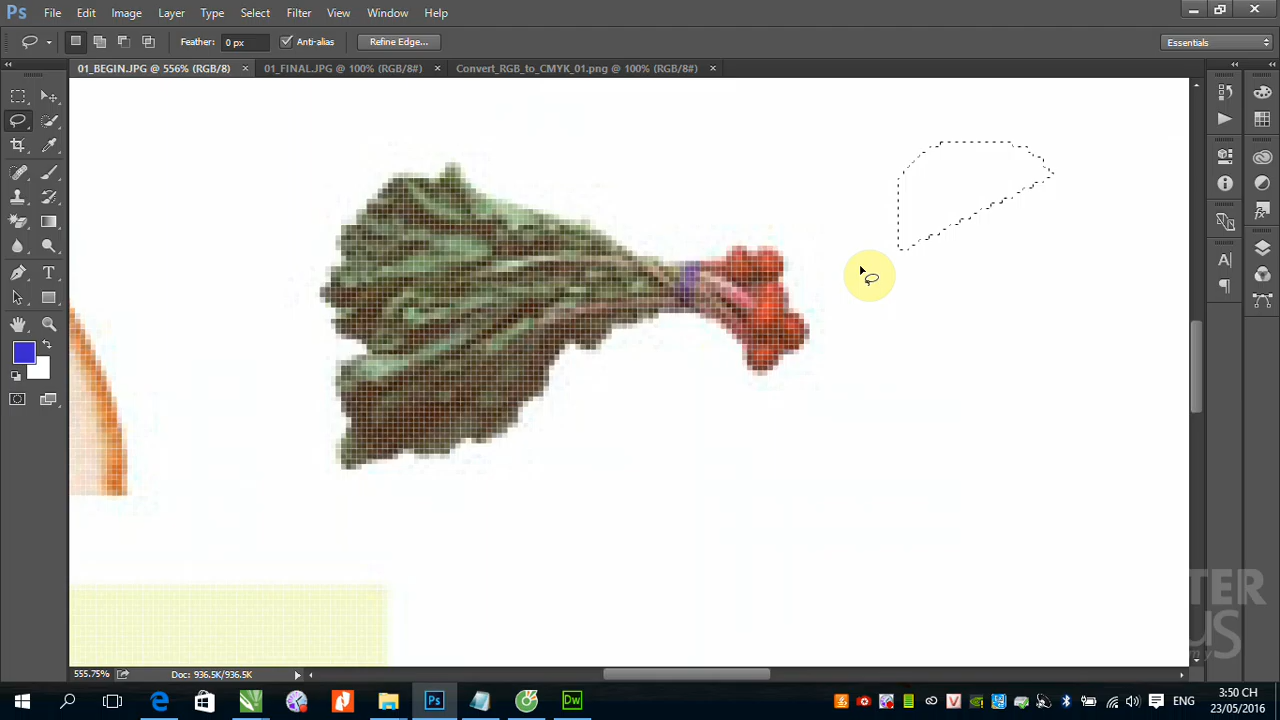 Ps File Edit Image Layer Type Select Filter 3D View Window Help
Feather: 0 px Anti-alias Refine Edge... Essentials
01_BEGIN.JPG @ 556% (RGB/8) × 01_FINAL.JPG @ 100% (RGB/8#) × Convert_RGB_to_CMYK_01.png @ 100% (RGB/8#) ×
555.75% Doc: 936.5K/936.5K
ENG
3:50 CH
23/05/2016